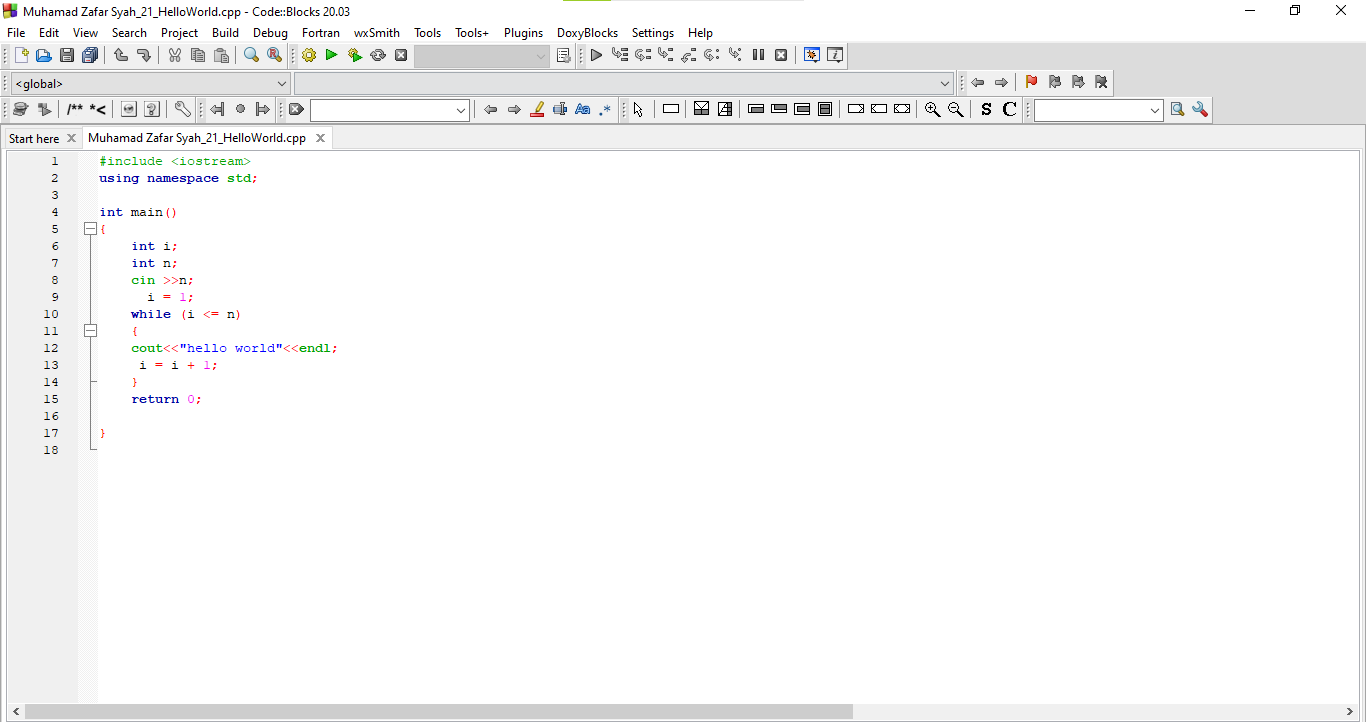 Muhamad Zafar Syah_21_HelloWorld.cpp - Code::Blocks 20.03
File Edit View Search Project Build Debug Fortran wxSmith Tools Tools+ Plugins DoxyBlocks Settings Help
<global>
/** *<
Aa .*
S C
Start here Muhamad Zafar Syah_21_HelloWorld.cpp
1 #include <iostream>
2 using namespace std;
3
4 int main()
5 {
6 int i;
7 int n;
8 cin >>n;
9 i = 1;
10 while (i <= n)
11 {
12 cout<<"hello world"<<endl;
13 i = i + 1;
14 }
15 return 0;
16
17 }
18